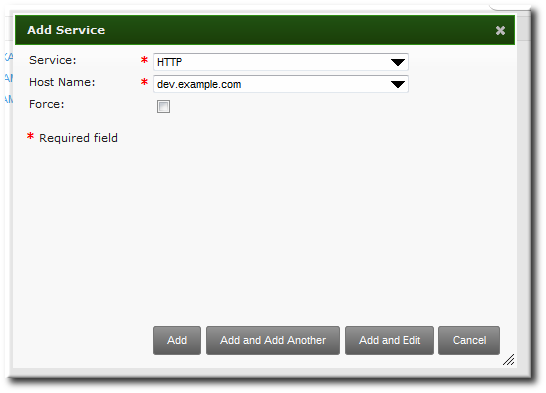 Add Service
Service: * HTTP
Host Name: * dev.example.com
Force:
* Required field
Add Add and Add Another Add and Edit Cancel